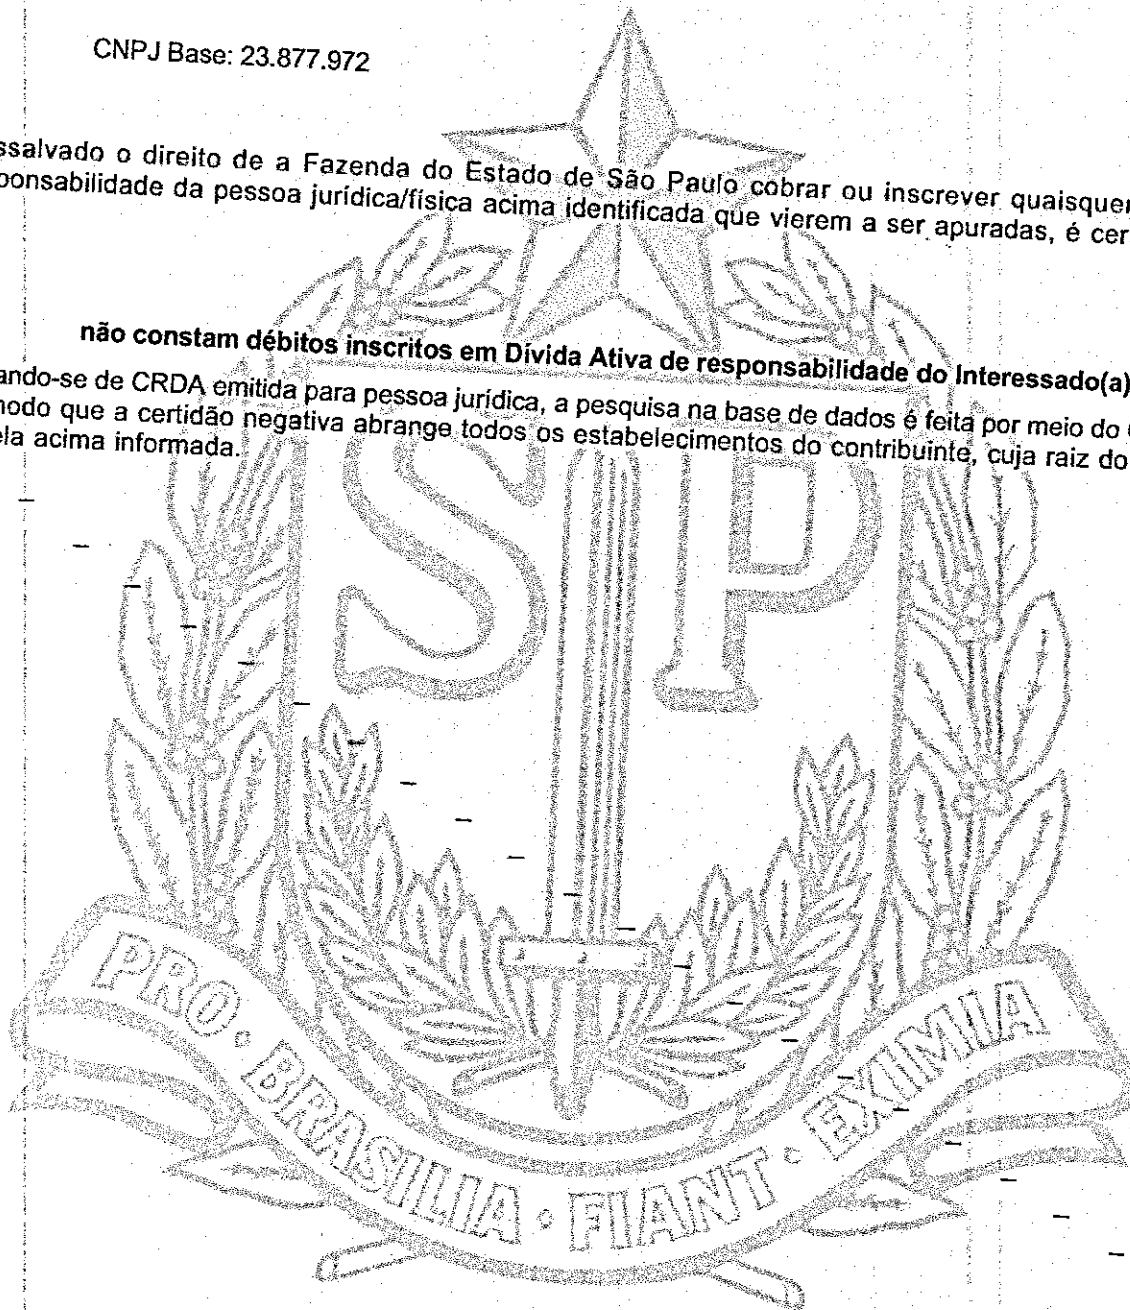 CNPJ Base: 23.877.972
ssalvado o direito de a Fazenda do Estado de São Paulo cobrar ou inscrever quaisquer
ponsabilidade da pessoa jurídica/física acima identificada que vierem a ser apuradas, é cer
não constam débitos inscritos em Dívida Ativa de responsabilidade do Interessado(a)
ando-se de CRDA emitida para pessoa jurídica, a pesquisa na base de dados é feita por meio do
nodo que a certidão negativa abrange todos os estabelecimentos do contribuinte, cuja raiz do
ela acima informada.
SP
PRO · BRASILIA · FIANT · EXIMIA